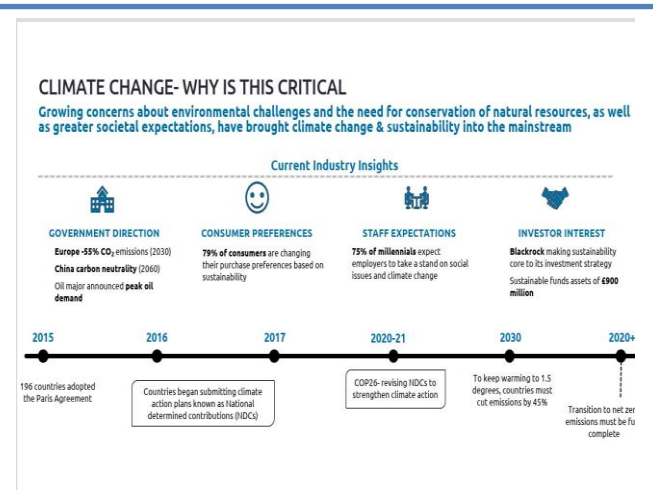 CLIMATE CHANGE- WHY IS THIS CRITICAL
Growing concerns about environmental challenges and the need for conservation of natural resources, as well
as greater societal expectations, have brought climate change & sustainability into the mainstream
Current Industry Insights
GOVERNMENT DIRECTION
Europe -55% CO₂ emissions (2030)
China carbon neutrality (2060)
Oil major announced peak oil
demand
CONSUMER PREFERENCES
79% of consumers are changing
their purchase preferences based on
sustainability
STAFF EXPECTATIONS
75% of millennials expect
employers to take a stand on social
issues and climate change
INVESTOR INTEREST
Blackrock making sustainability
core to its investment strategy
Sustainable funds assets of £900
million
2015
196 countries adopted
the Paris Agreement
2016
2017
Countries began submitting climate
action plans known as National
determined contributions (NDCs)
2020-21
COP26- revising NDCs to
strengthen climate action
2030
To keep warming to 1.5
degrees, countries must
cut emissions by 45%
2020+
Transition to net zer
emissions must be fu
complete